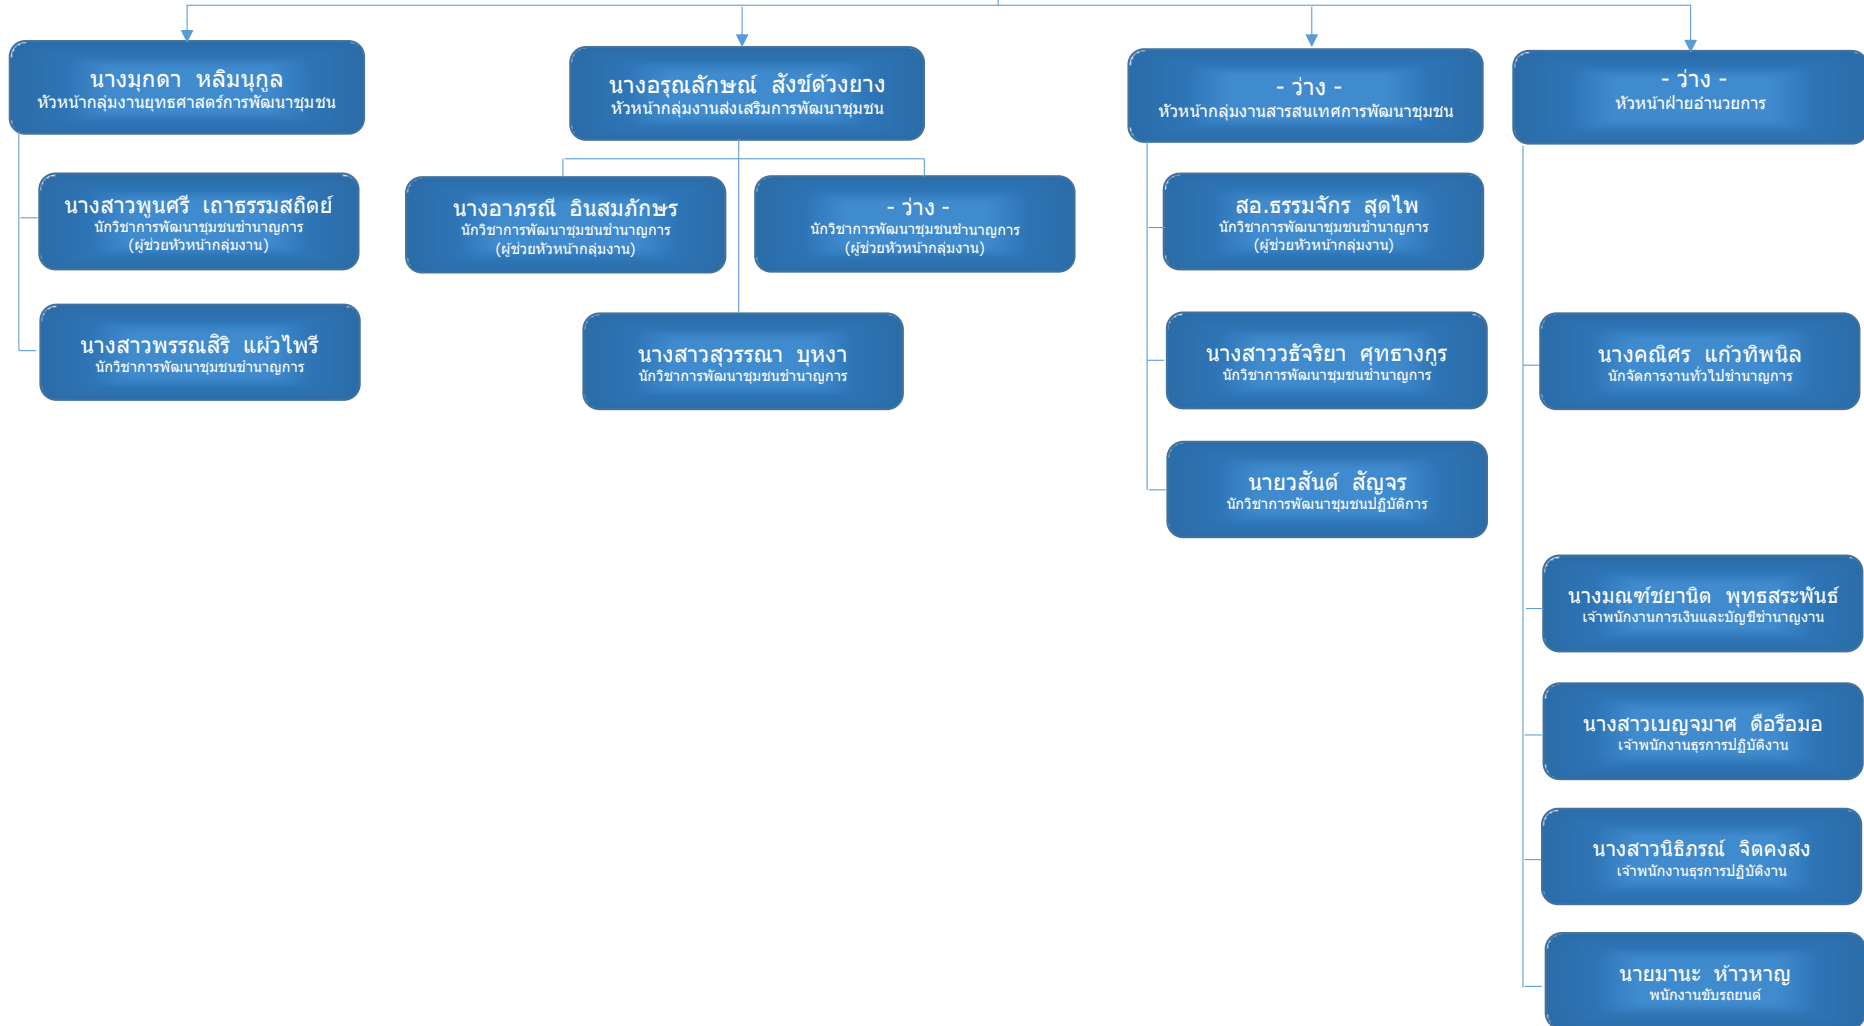 นางมุกดา หลิมนุกูล
หัวหน้ากลุ่มงานยุทธศาสตร์การพัฒนาชุมชน
นางสาวพูนศรี เถาธรรมสถิตย์
นักวิชาการพัฒนาชุมชนชำนาญการ
(ผู้ช่วยหัวหน้ากลุ่มงาน)
นางสาวพรรณสิริ แผ้วไพรี
นักวิชาการพัฒนาชุมชนชำนาญการ
นางอรุณลักษณ์ สังข์ด้วงยาง
หัวหน้ากลุ่มงานส่งเสริมการพัฒนาชุมชน
นางอาภรณี อินสมภักษร
นักวิชาการพัฒนาชุมชนชำนาญการ
(ผู้ช่วยหัวหน้ากลุ่มงาน)
- ว่าง -
นักวิชาการพัฒนาชุมชนชำนาญการ
(ผู้ช่วยหัวหน้ากลุ่มงาน)
นางสาวสุวรรณา บุหงา
นักวิชาการพัฒนาชุมชนชำนาญการ
- ว่าง -
หัวหน้ากลุ่มงานสารสนเทศการพัฒนาชุมชน
สอ.ธรรมจักร สุดไพ
นักวิชาการพัฒนาชุมชนชำนาญการ
(ผู้ช่วยหัวหน้ากลุ่มงาน)
นางสาววธัจริยา ศุทธางกูร
นักวิชาการพัฒนาชุมชนชำนาญการ
นายวสันต์ สัญจร
นักวิชาการพัฒนาชุมชนปฏิบัติการ
- ว่าง -
หัวหน้าฝ่ายอำนวยการ
นางคณิศร แก้วทิพนิล
นักจัดการงานทั่วไปชำนาญการ
นางมณฑ์ชยานิต พุทธสระพันธ์
เจ้าพนักงานการเงินและบัญชีชำนาญงาน
นางสาวเบญจมาศ ดือรือมอ
เจ้าพนักงานธุรการปฏิบัติงาน
นางสาวนิธิภรณ์ จิตคงสง
เจ้าพนักงานธุรการปฏิบัติงาน
นายมานะ ห้าวหาญ
พนักงานขับรถยนต์